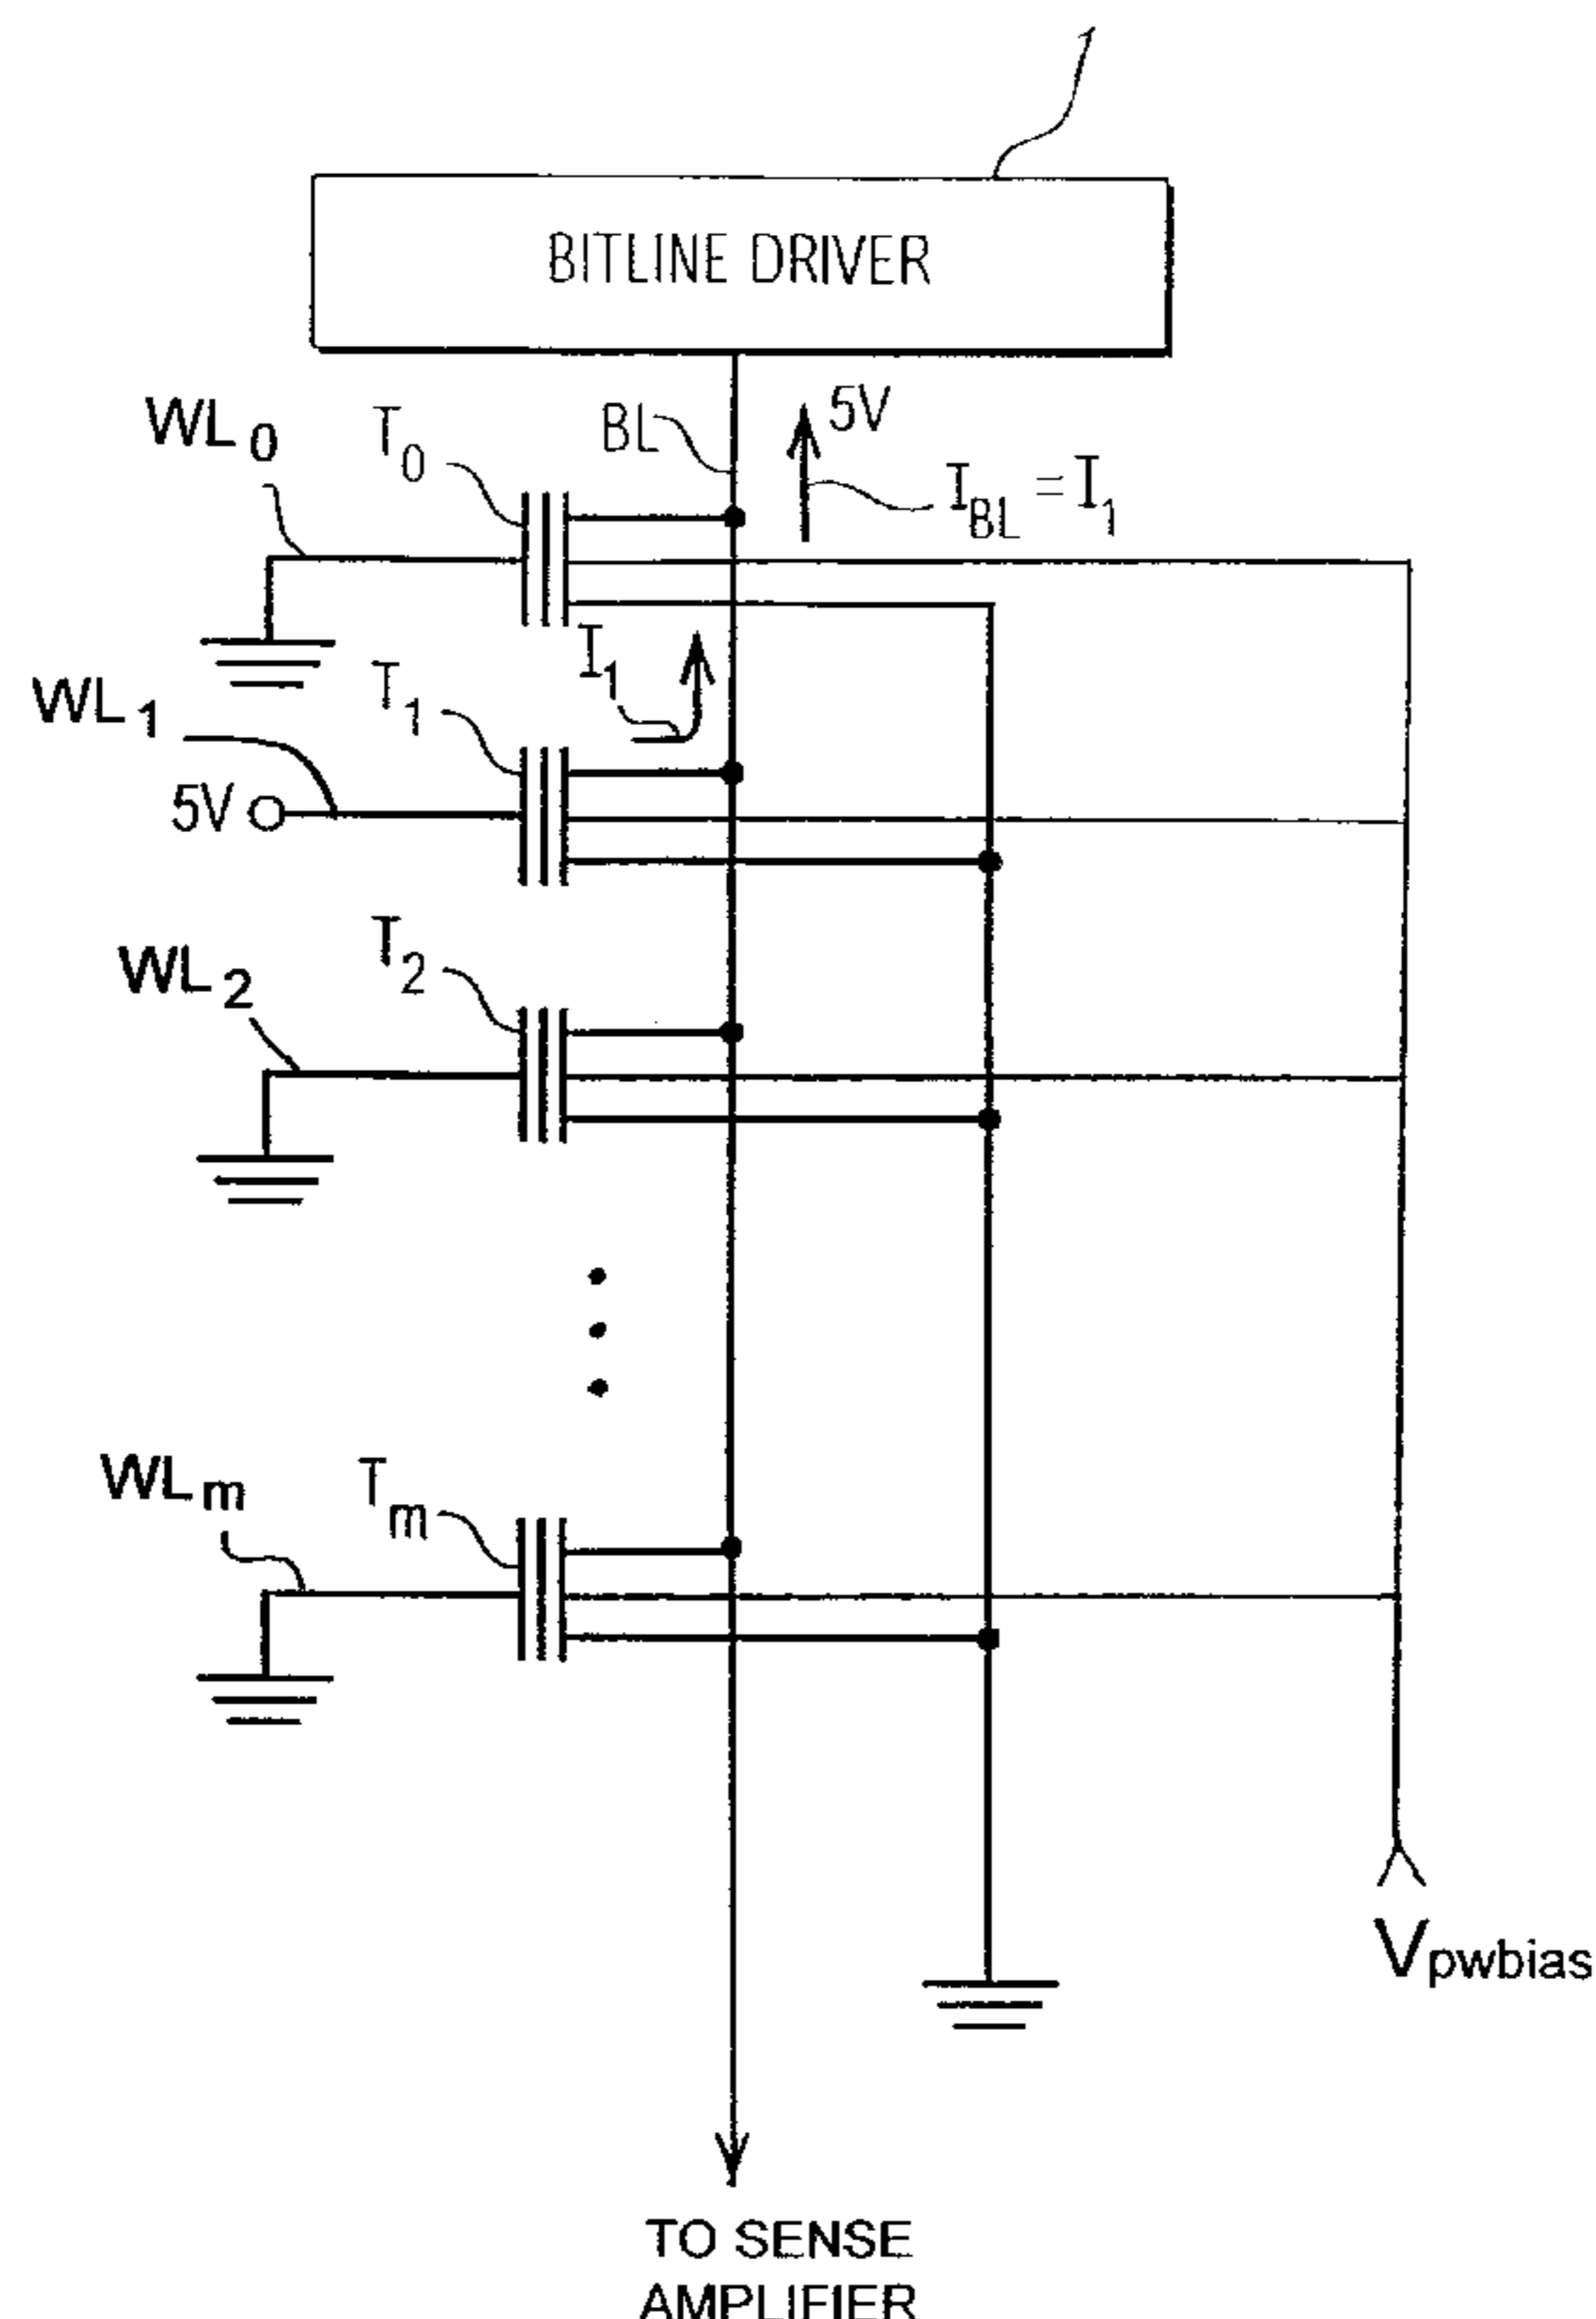 1
BITLINE DRIVER
WL0
T0
BL
5V
IBL = I1
I1
WL1
T1
5V
WL2
T2
WLm
Tm
Vpwbias
TO SENSE
AMPLIFIER